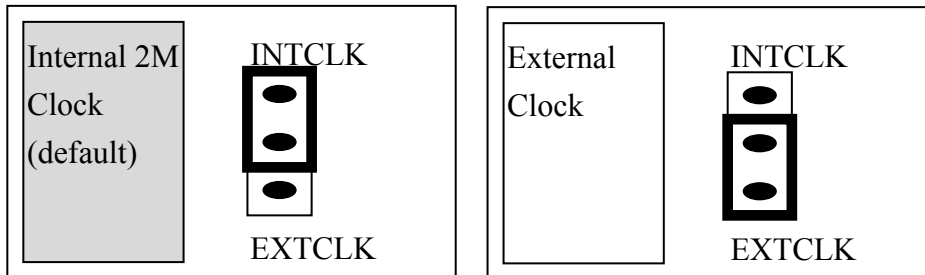 Internal 2M
Clock
(default)
INTCLK
EXTCLK
External
Clock
INTCLK
EXTCLK